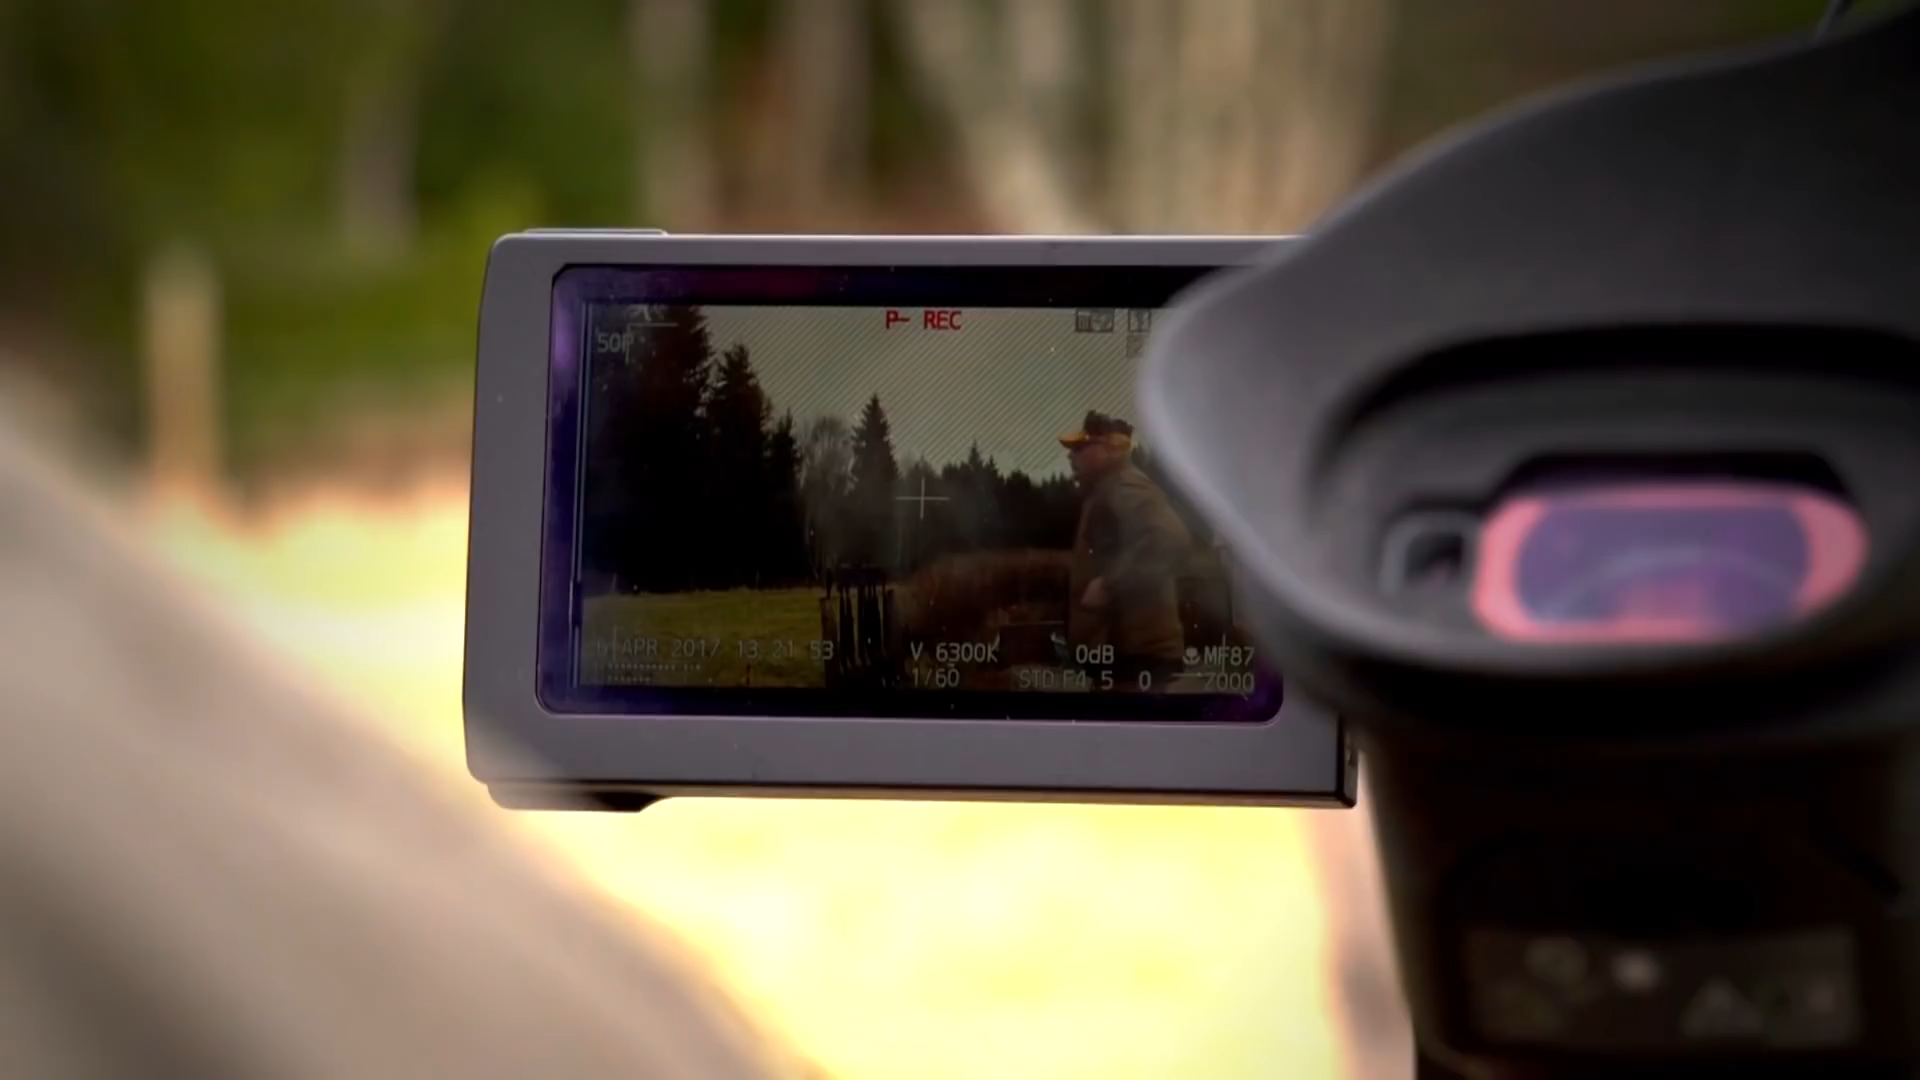 P- REC
50P
APR 2017 13 21 53
V 6300K
0dB
MF87
1/60
STD F4 5
0
Z000